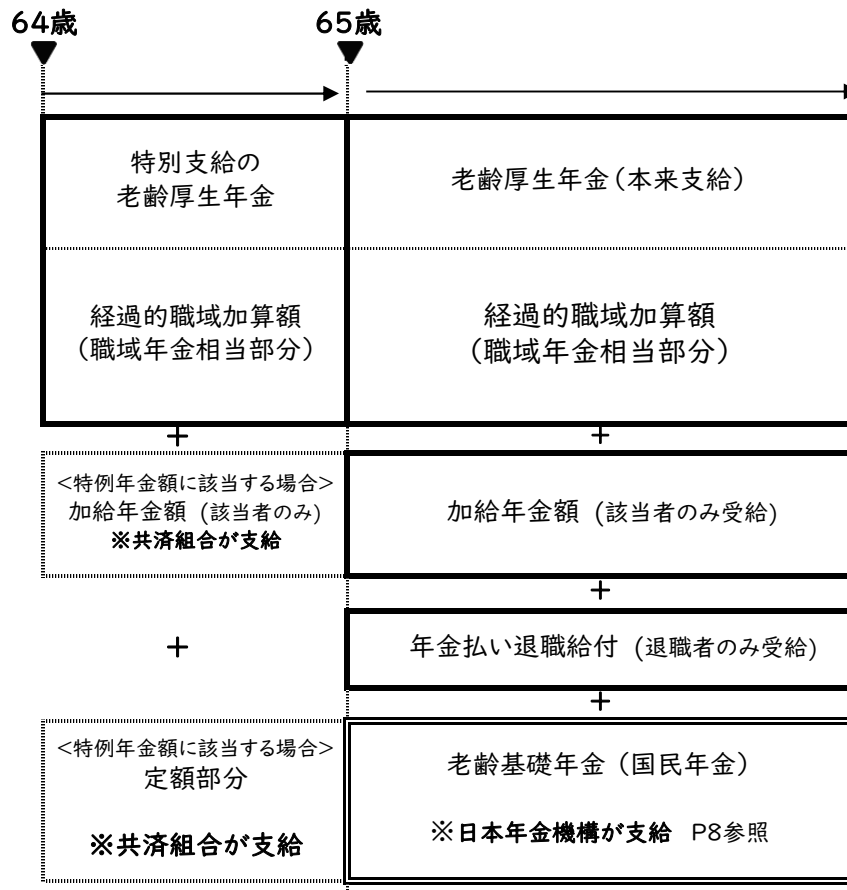 64歳
65歳
特別支給の
老齢厚生年金
老齢厚生年金(本来支給)
経過的職域加算額
(職域年金相当部分)
経過的職域加算額
(職域年金相当部分)
+
+
<特例年金額に該当する場合>
加給年金額 (該当者のみ)
※共済組合が支給
加給年金額 (該当者のみ受給)
+
+
年金払い退職給付 (退職者のみ受給)
+
<特例年金額に該当する場合>
定額部分
※共済組合が支給
老齢基礎年金 (国民年金)
※日本年金機構が支給 P8参照